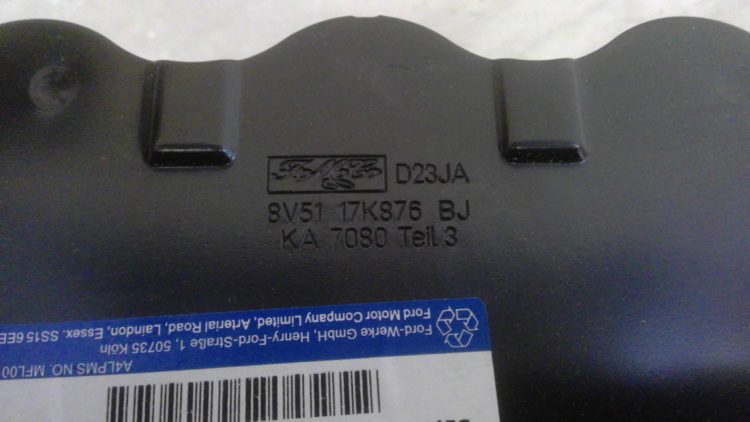 FoMoCo D23JA
8V51 17K876 BJ
KA 7080 Teil 3
Ford-Werke GmbH, Henry-Ford-Straße 1, 50735 Köln
Ford Motor Company Limited, Arterial Road, Laindon, Essex. SS15 6EE
A4LPMS NO. MFL00